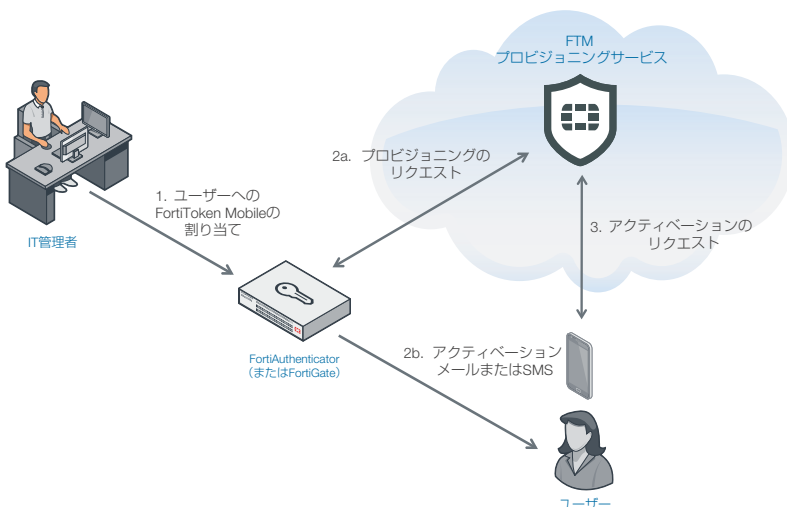 FTM
プロビジョニングサービス
2a. プロビジョニングの
リクエスト
1. ユーザーへの
FortiToken Mobileの
割り当て
3. アクティベーションの
リクエスト
IT管理者
FortiAuthenticator
（またはFortiGate）
2b. アクティベーション
メールまたはSMS
ユーザー